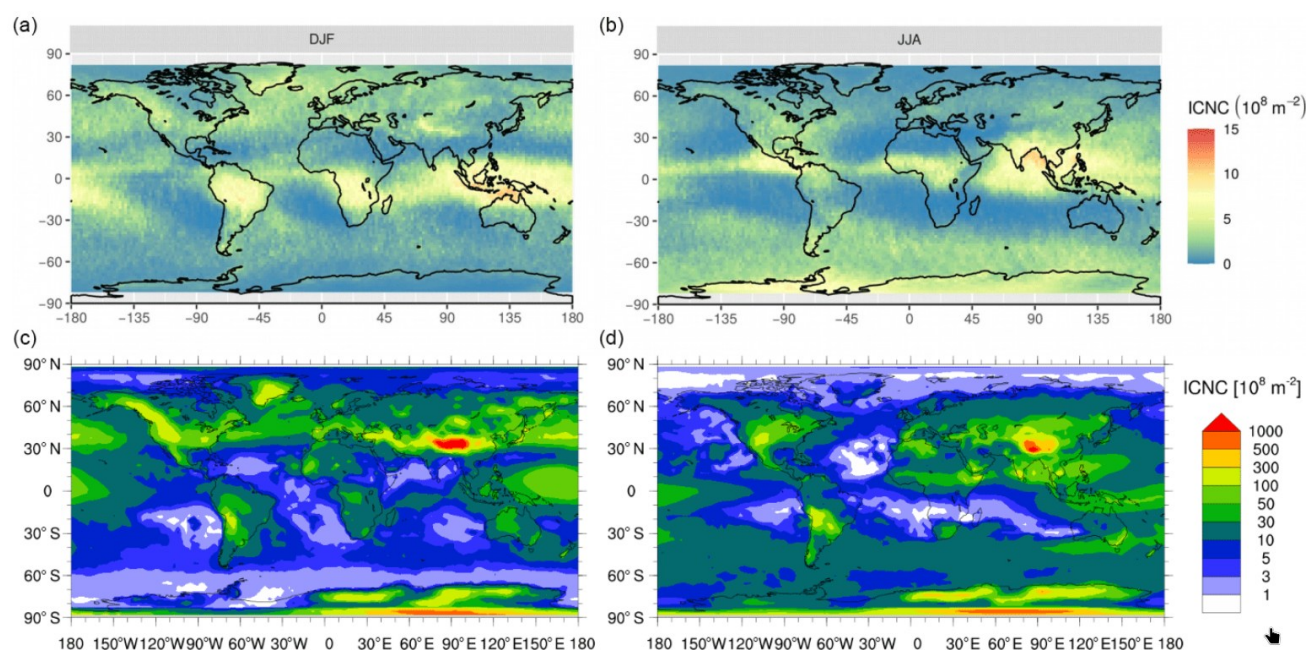 (a)
DJF
(b)
JJA
90
60
30
0
−30
−60
−90
−180 −135 −90 −45 0 45 90 135 180
90
60
30
0
−30
−60
−90
−180 −135 −90 −45 0 45 90 135 180
ICNC (10⁸ m⁻²)
15
10
5
0
(c)
90° N
60° N
30° N
0
30° S
60° S
90° S
180 150°W 120°W 90°W 60°W 30°W 0 30°E 60°E 90°E 120°E 150°E 180
(d)
90° N
60° N
30° N
0
30° S
60° S
90° S
180 150°W 120°W 90°W 60°W 30°W 0 30°E 60°E 90°E 120°E 150°E 180
ICNC [10⁸ m⁻²]
1000
500
300
100
50
30
10
5
3
1